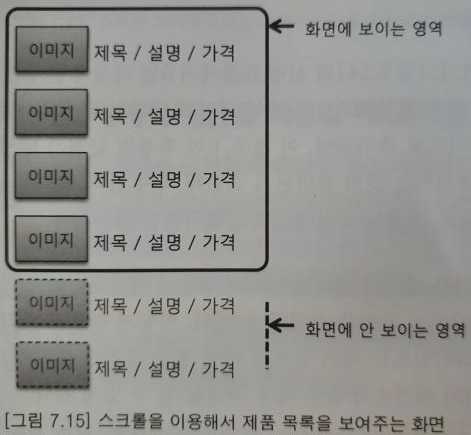 화면에 보이는 영역
이미지 제목 / 설명 / 가격
이미지 제목 / 설명 / 가격
이미지 제목 / 설명 / 가격
이미지 제목 / 설명 / 가격
이미지 제목 / 설명 / 가격
화면에 안 보이는 영역
이미지 제목 / 설명 / 가격
[그림 7.15] 스크롤을 이용해서 제품 목록을 보여주는 화면